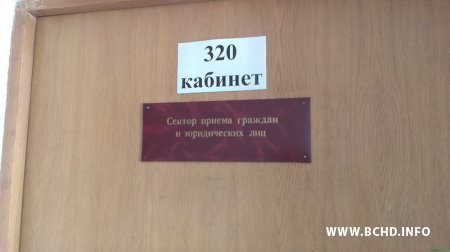 320
кабинет
Сектор приема граждан
и юридических лиц
WWW.BCHD.INFO